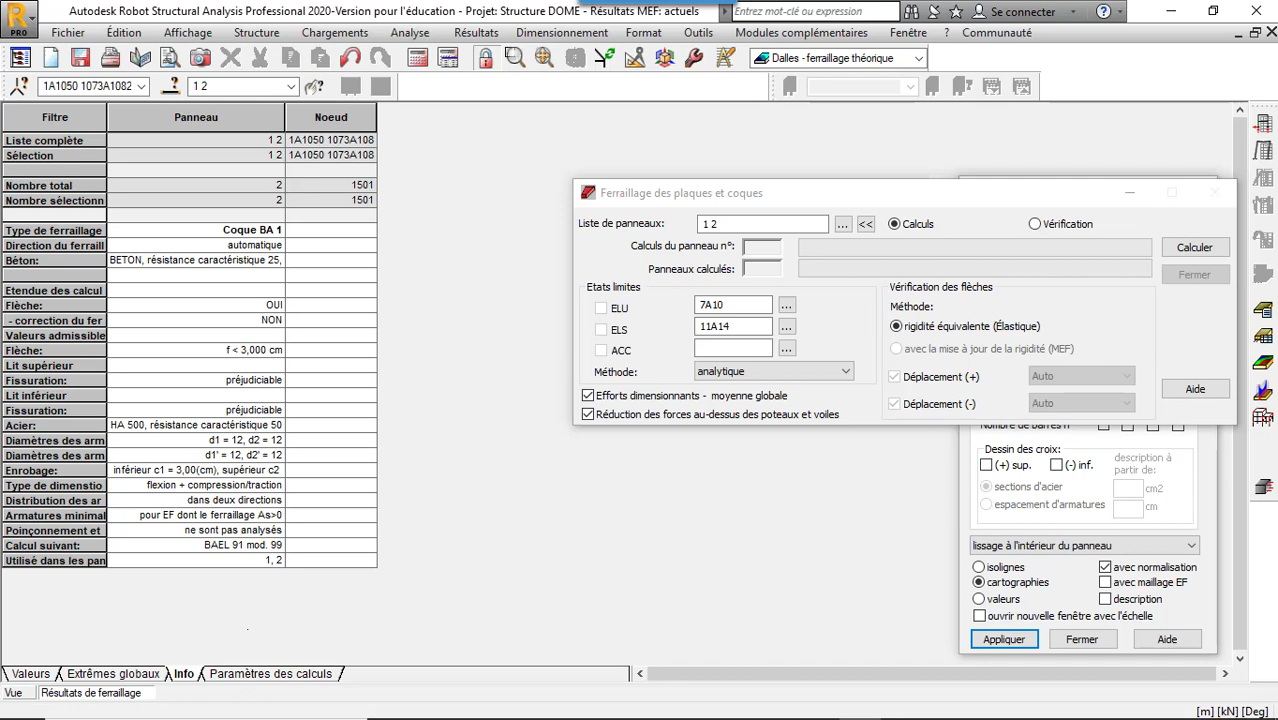 Autodesk Robot Structural Analysis Professional 2020-Version pour l'éducation - Projet: Structure DOME - Résultats MEF: actuels
Entrez mot-clé ou expression
Se connecter
PRO
Fichier Édition Affichage Structure Chargements Analyse Résultats Dimensionnement Format Outils Modules complémentaires Fenêtre Communauté
Dalles - ferraillage théorique
1A1050 1073A1082
1 2
Filtre Panneau Noeud
Liste complète 1 2 1A1050 1073A108
Sélection 1 2 1A1050 1073A108
Nombre total 2 1501
Nombre sélectionn 2 1501
Type de ferraillage Coque BA 1
Direction du ferraill automatique
Béton: BETON, résistance caractéristique 25,
Etendue des calcul
Flèche: OUI
- correction du fer NON
Valeurs admissible
Flèche: f < 3,000 cm
Lit supérieur
Fissuration: préjudiciable
Lit inférieur
Fissuration: préjudiciable
Acier: HA 500, résistance caractéristique 50
Diamètres des arm d1 = 12, d2 = 12
Diamètres des arm d1' = 12, d2' = 12
Enrobage: inférieur c1 = 3,00(cm), supérieur c2
Type de dimenstio flexion + compression/traction
Distribution des ar dans deux directions
Armatures minimal pour EF dont le ferraillage As>0
Poinçonnement et ne sont pas analysés
Calcul suivant: BAEL 91 mod. 99
Utilisé dans les pan 1, 2
Ferraillage des plaques et coques
Liste de panneaux: 1 2 ... << Calculs Vérification
Calculs du panneau n°: Calculer
Panneaux calculés: Fermer
Etats limites
ELU 7A10 ...
ELS 11A14 ...
ACC ...
Méthode: analytique
Efforts dimensionnants - moyenne globale
Réduction des forces au-dessus des poteaux et voiles
Vérification des flèches
Méthode:
rigidité équivalente (Élastique)
avec la mise à jour de la rigidité (MEF)
Déplacement (+) Auto
Déplacement (-) Auto
Aide
Dessin des croix:
(+) sup. (-) inf.
description à
partir de:
sections d'acier cm2
espacement d'armatures cm
lissage à l'intérieur du panneau
isolignes avec normalisation
cartographies avec maillage EF
valeurs description
ouvrir nouvelle fenêtre avec l'échelle
Appliquer Fermer Aide
Valeurs Extrêmes globaux Info Paramètres des calculs
Vue Résultats de ferraillage
[m] [kN] [Deg]